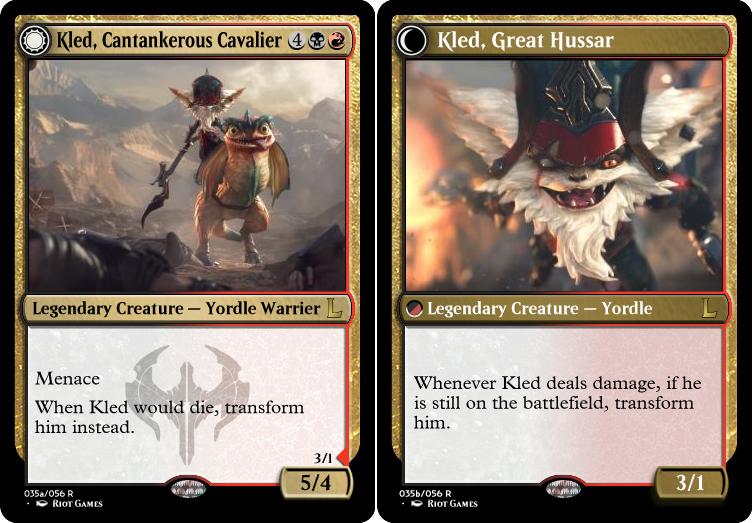 Kled, Cantankerous Cavalier 4
Legendary Creature — Yordle Warrier L
Menace
When Kled would die, transform
him instead.
3/1
5/4
035a/056 R
· Riot Games
Kled, Great Hussar
Legendary Creature — Yordle L
Whenever Kled deals damage, if he
is still on the battlefield, transform
him.
3/1
035b/056 R
· Riot Games